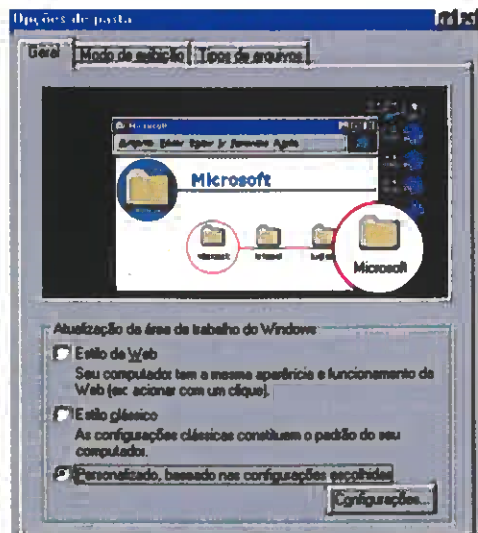 Opções de pasta
Geral
Modo de exibição
Tipos de arquivos
Microsoft
Microsoft
Microsoft
Atualização da área de trabalho do Windows
Estilo da Web
Seu computador tem a mesma aparência e funcionamento da
Web (ex: acionar com um clique).
Estilo clássico
As configurações clássicas constituem o padrão do seu
computador.
Personalizado, baseado nas configurações escolhidas
Configurações...